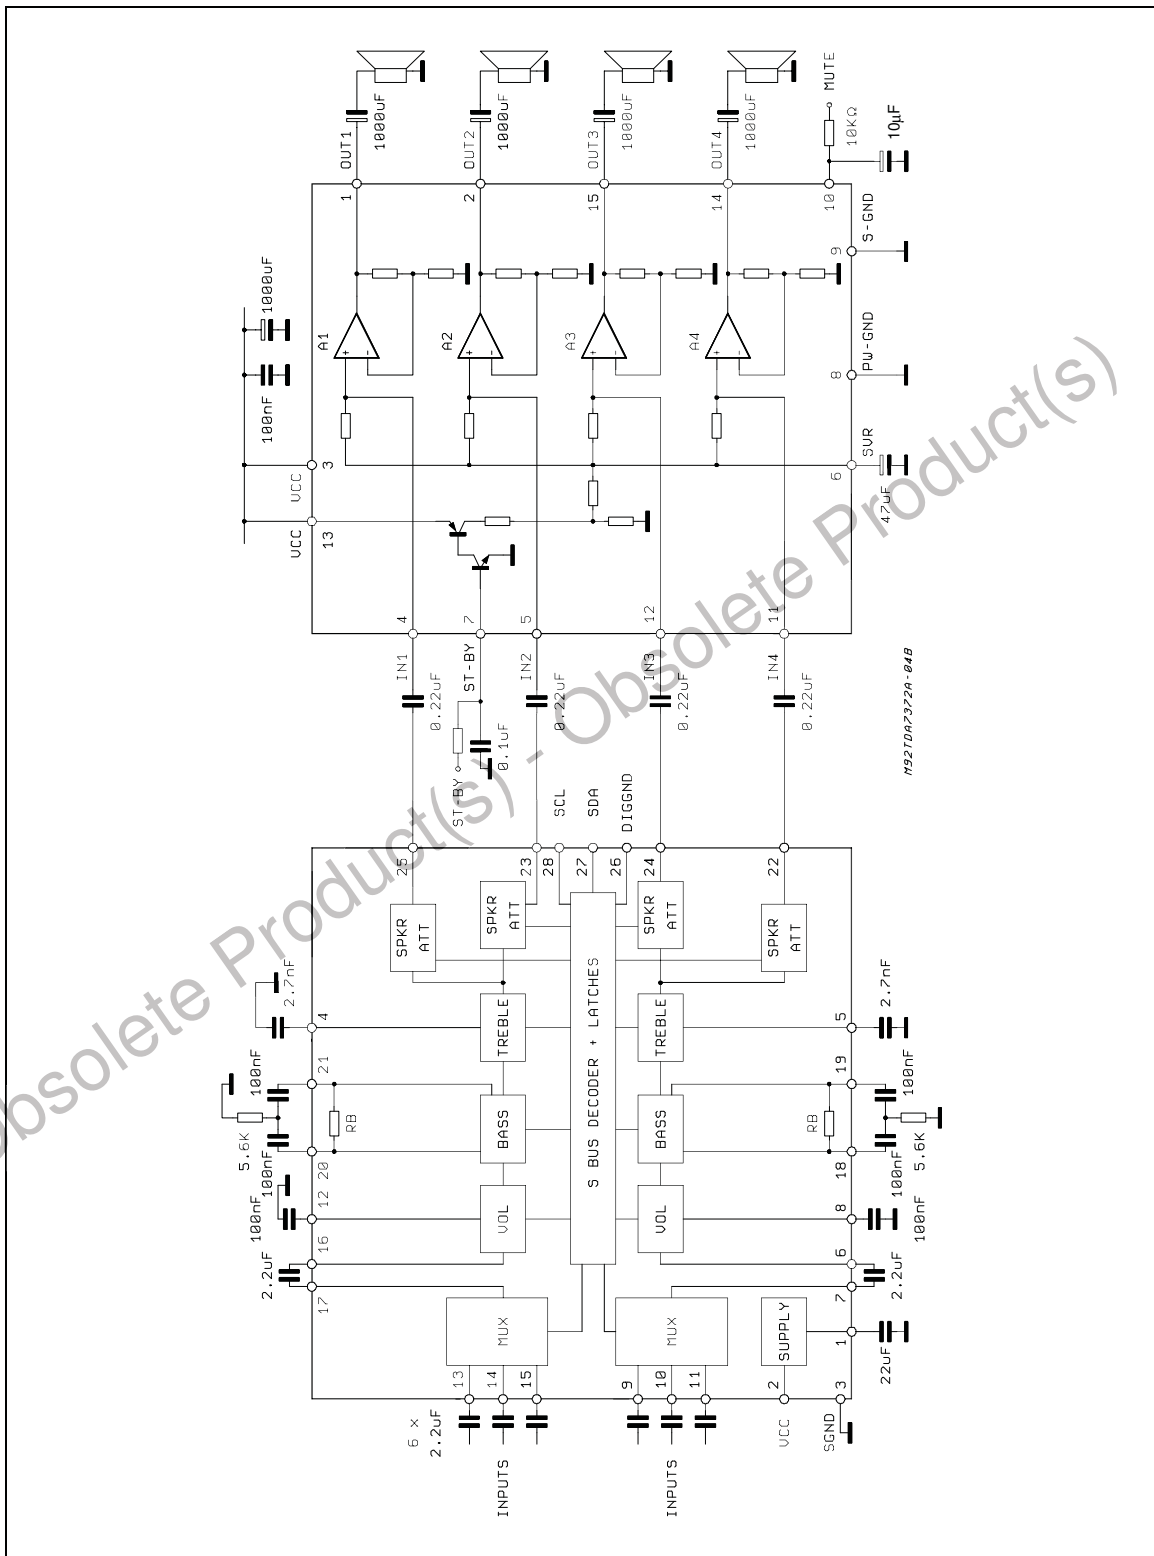 1000uF
1000uF
1000uF
1000uF
MUTE
10KΩ
10µF
OUT1
OUT2
OUT3
OUT4
1
2
15
14
10
S-GND
9
1000uF
100nF
A1
A2
A3
A4
+
-
+
-
+
-
+
-
PW-GND
8
VCC
3
SVR
6
47uF
VCC
13
4
7
5
12
11
IN1
ST-BY
IN2
IN3
IN4
0.22uF
0.22uF
0.22uF
0.22uF
ST-BY
0.1uF
M92TDA7372A-04B
SCL
SDA
DIGGND
25
23
28
27
26
24
22
SPKR
ATT
SPKR
ATT
SPKR
ATT
SPKR
ATT
2.7nF
4
TREBLE
TREBLE
5
2.7nF
S BUS DECODER + LATCHES
21
100nF
5.6K
RB
BASS
BASS
RB
19
100nF
5.6K
20
100nF
18
100nF
12
100nF
VOL
VOL
8
100nF
16
2.2uF
17
6
7
2.2uF
MUX
MUX
SUPPLY
1
22uF
13
14
15
9
10
11
2
3
6 x
2.2uF
VCC
SGND
INPUTS
INPUTS
Obsolete Product(s) - Obsolete Product(s)